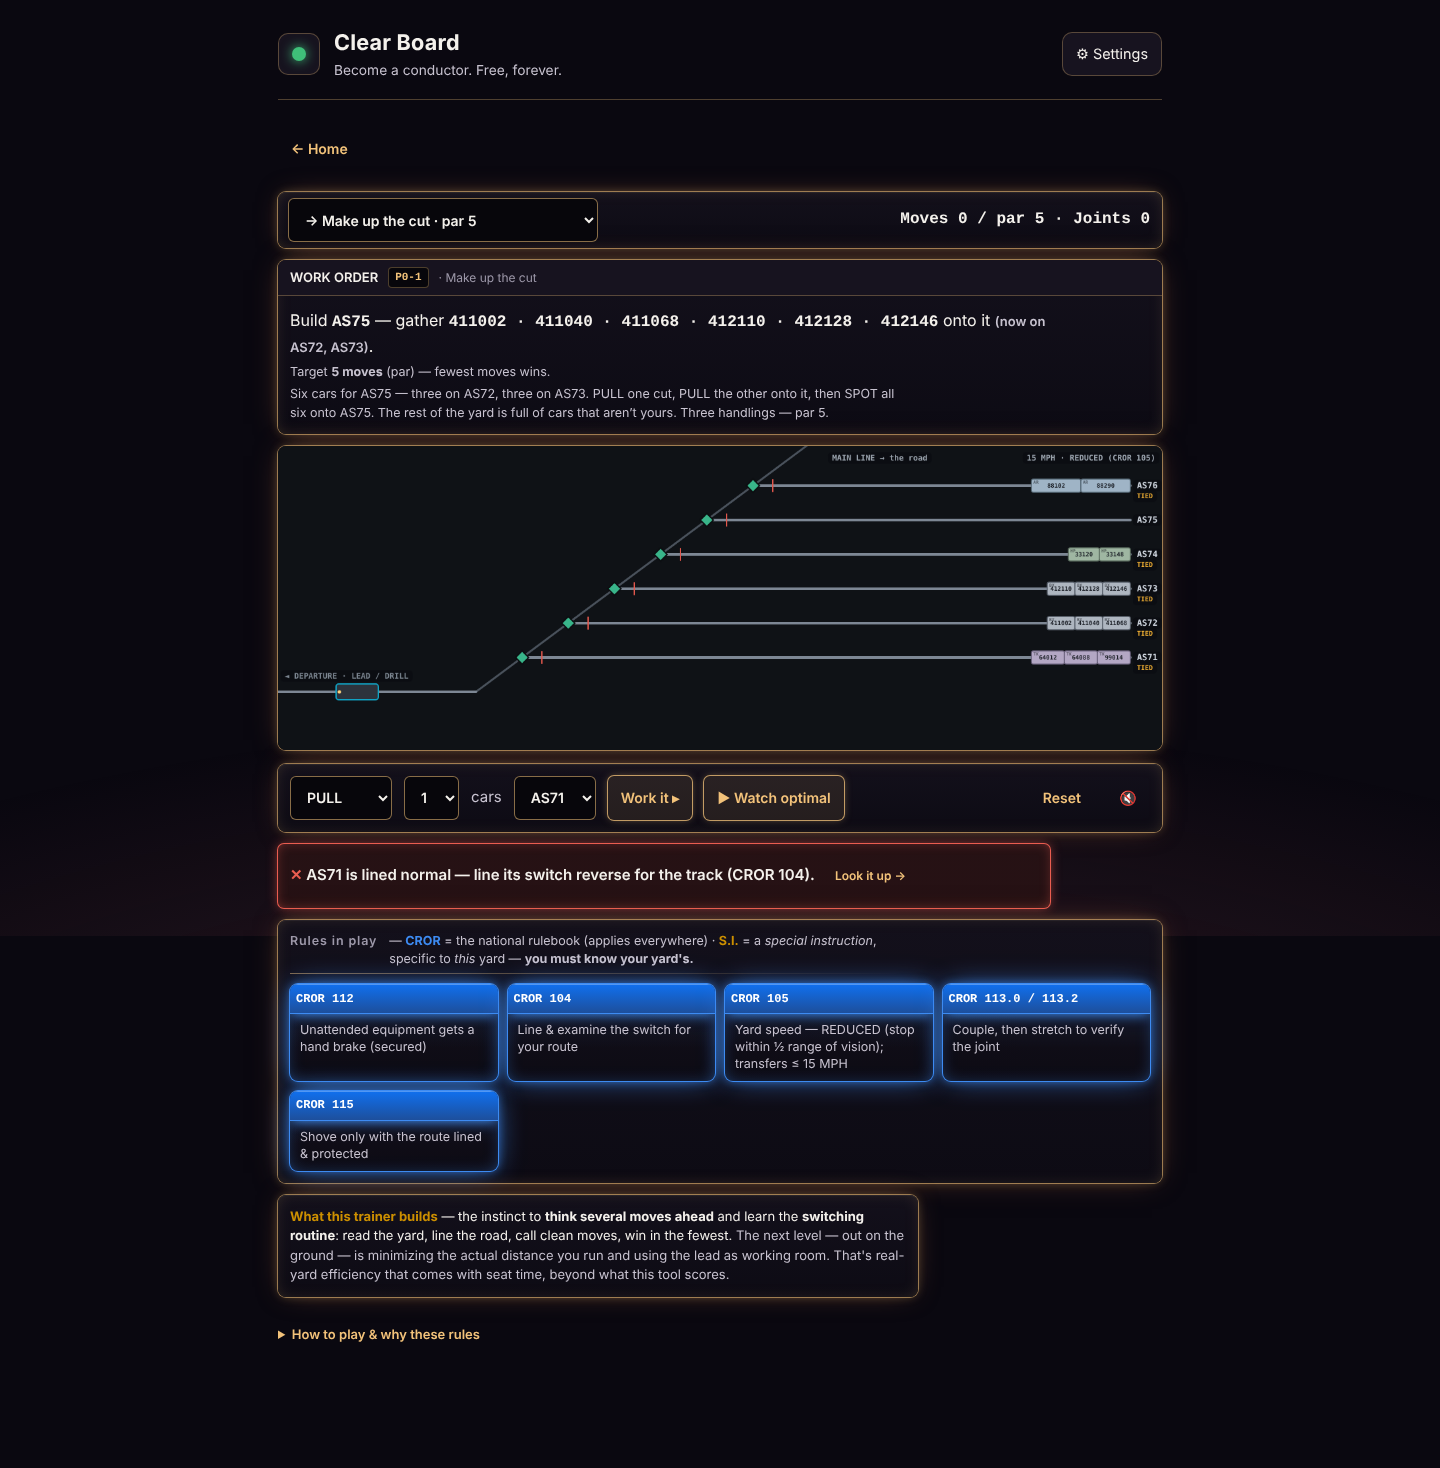 Clear Board
Become a conductor. Free, forever.
⚙ Settings
← Home
→ Make up the cut · par 5
Moves 0 / par 5 · Joints 0
WORK ORDER P0-1 · Make up the cut
Build AS75 — gather 411002 · 411040 · 411068 · 412110 · 412128 · 412146 onto it (now on
AS72, AS73).
Target 5 moves (par) — fewest moves wins.
Six cars for AS75 — three on AS72, three on AS73. PULL one cut, PULL the other onto it, then SPOT all
six onto AS75. The rest of the yard is full of cars that aren't yours. Three handlings — par 5.
MAIN LINE → the road
15 MPH · REDUCED (CROR 105)
88102 88290 AS76
TIED
AS75
33120 33148 AS74
TIED
412110 412128 412146 AS73
TIED
411002 411040 411068 AS72
TIED
64012 64088 99014 AS71
TIED
◄ DEPARTURE · LEAD / DRILL
PULL 1 cars AS71 Work it ▸ ▶ Watch optimal Reset
✕ AS71 is lined normal — line its switch reverse for the track (CROR 104). Look it up →
Rules in play — CROR = the national rulebook (applies everywhere) · S.I. = a special instruction,
specific to this yard — you must know your yard's.
CROR 112
Unattended equipment gets a
hand brake (secured)
CROR 104
Line & examine the switch for
your route
CROR 105
Yard speed — REDUCED (stop
within ½ range of vision);
transfers ≤ 15 MPH
CROR 113.0 / 113.2
Couple, then stretch to verify
the joint
CROR 115
Shove only with the route lined
& protected
What this trainer builds — the instinct to think several moves ahead and learn the switching
routine: read the yard, line the road, call clean moves, win in the fewest. The next level — out on the
ground — is minimizing the actual distance you run and using the lead as working room. That's real-
yard efficiency that comes with seat time, beyond what this tool scores.
▶ How to play & why these rules